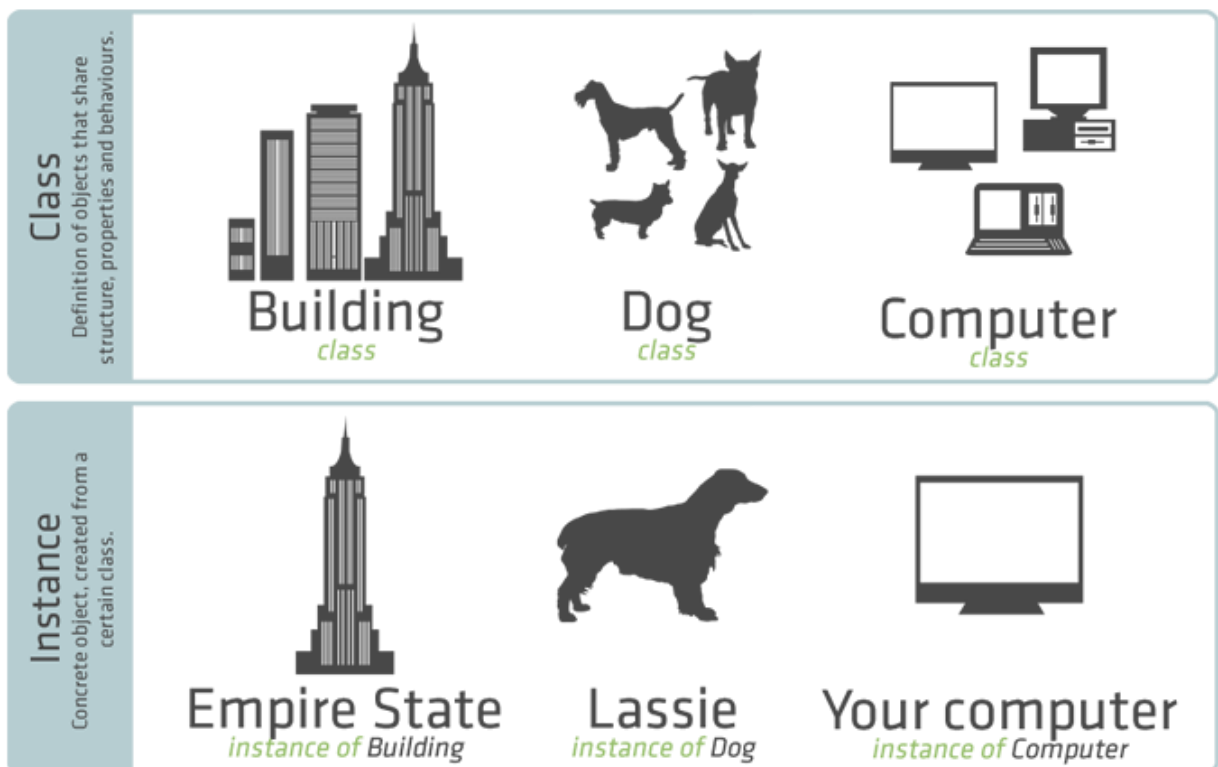 Class
Definition of objects that share
structure, properties and behaviours.
Building
class
Dog
class
Computer
class
Instance
Concrete object, created from a
certain class.
Empire State
instance of Building
Lassie
instance of Dog
Your computer
instance of Computer